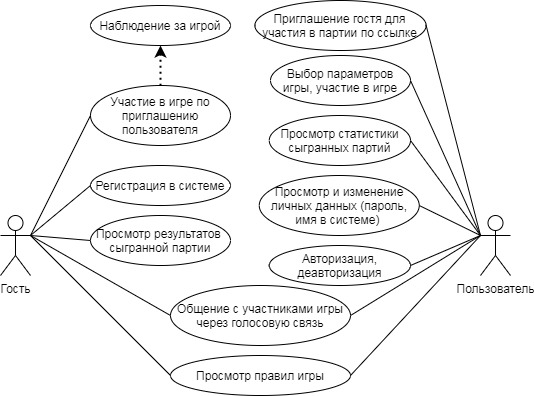 Наблюдение за игрой
Приглашение гостя для
участия в партии по ссылке
Выбор параметров
игры, участие в игре
Участие в игре по
приглашению
пользователя
Просмотр статистики
сыгранных партий
Регистрация в системе
Просмотр и изменение
личных данных (пароль,
имя в системе)
Просмотр результатов
сыгранной партии
Авторизация,
деавторизация
Гость
Пользователь
Общение с участниками игры
через голосовую связь
Просмотр правил игры